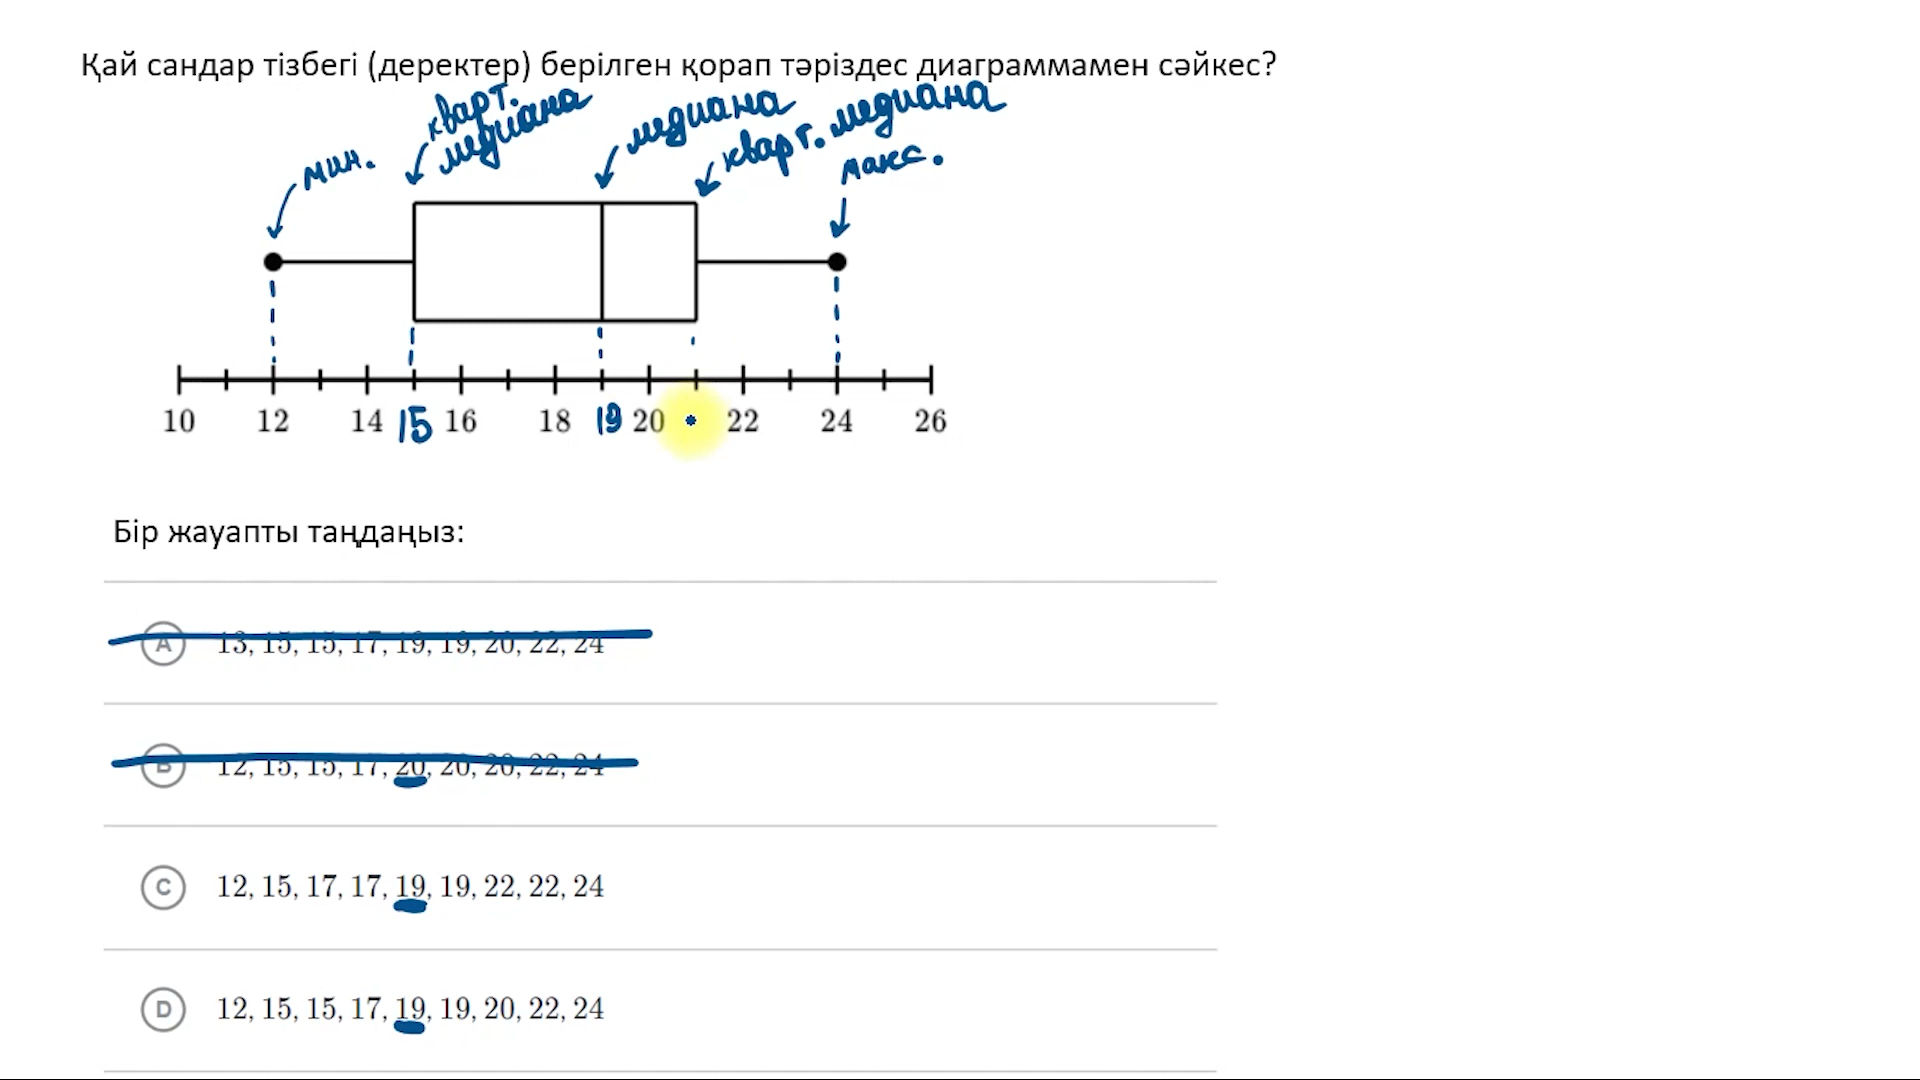 Қай сандар тізбегі (деректер) берілген қорап тәріздес диаграммамен сәйкес?
кварт. медиана
медиана
кварт. медиана
мин.
макс.
10 12 14 15 16 18 19 20 22 24 26
Бір жауапты таңдаңыз:
A 13, 15, 15, 17, 19, 19, 20, 22, 24
B 12, 15, 15, 17, 20, 20, 20, 22, 24
C 12, 15, 17, 17, 19, 19, 22, 22, 24
D 12, 15, 15, 17, 19, 19, 20, 22, 24